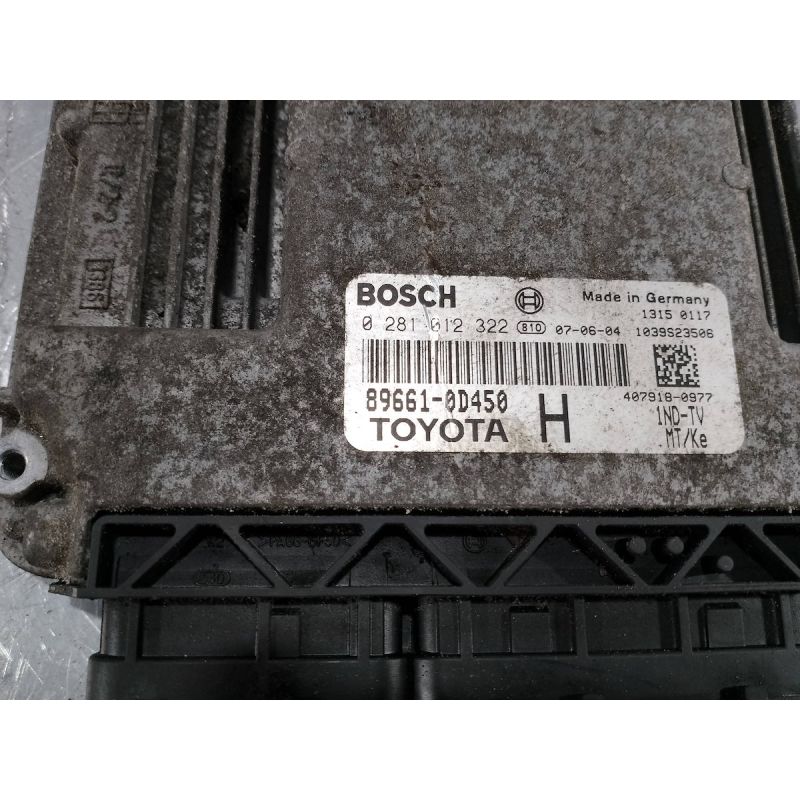 BOSCH
Made in Germany
1315 0117
0 281 012 322 810 07-06-04 1039S23506
89661-0D450 H 407918-0977
TOYOTA 1ND-TV
MT/Ke